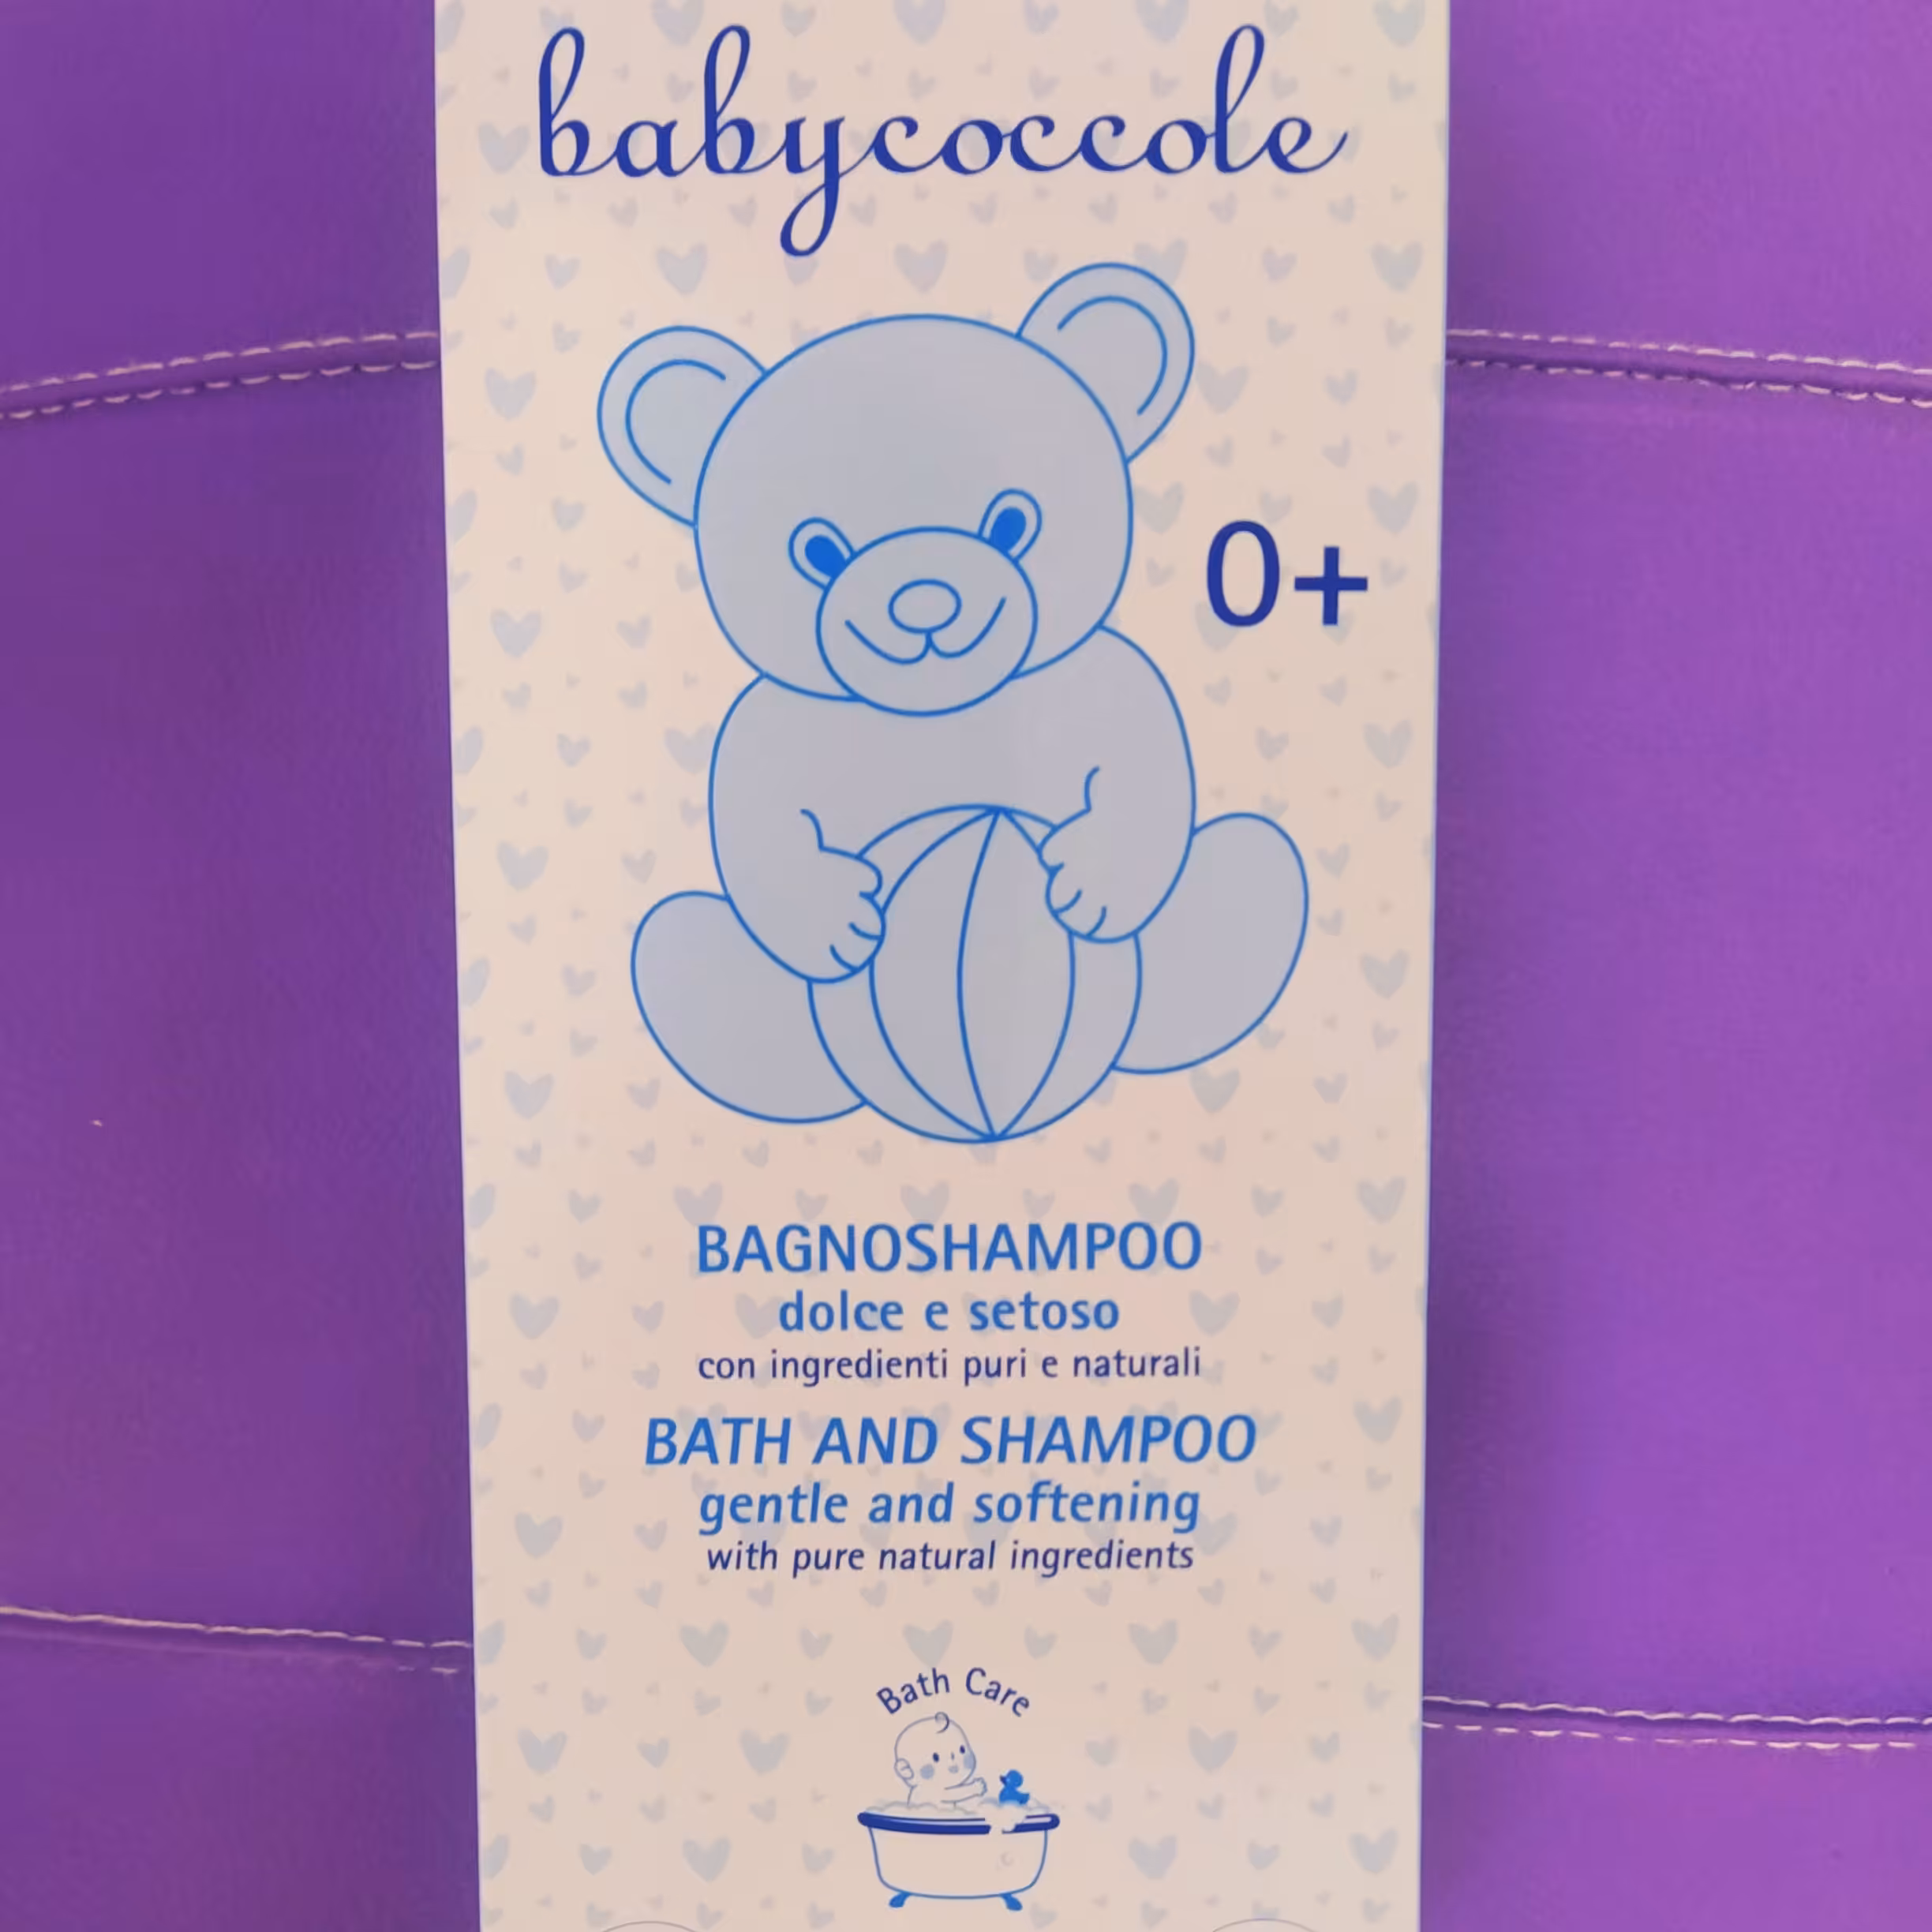 babycoccole
0+
BAGNOSHAMPOO
dolce e setoso
con ingredienti puri e naturali
BATH AND SHAMPOO
gentle and softening
with pure natural ingredients
Bath Care